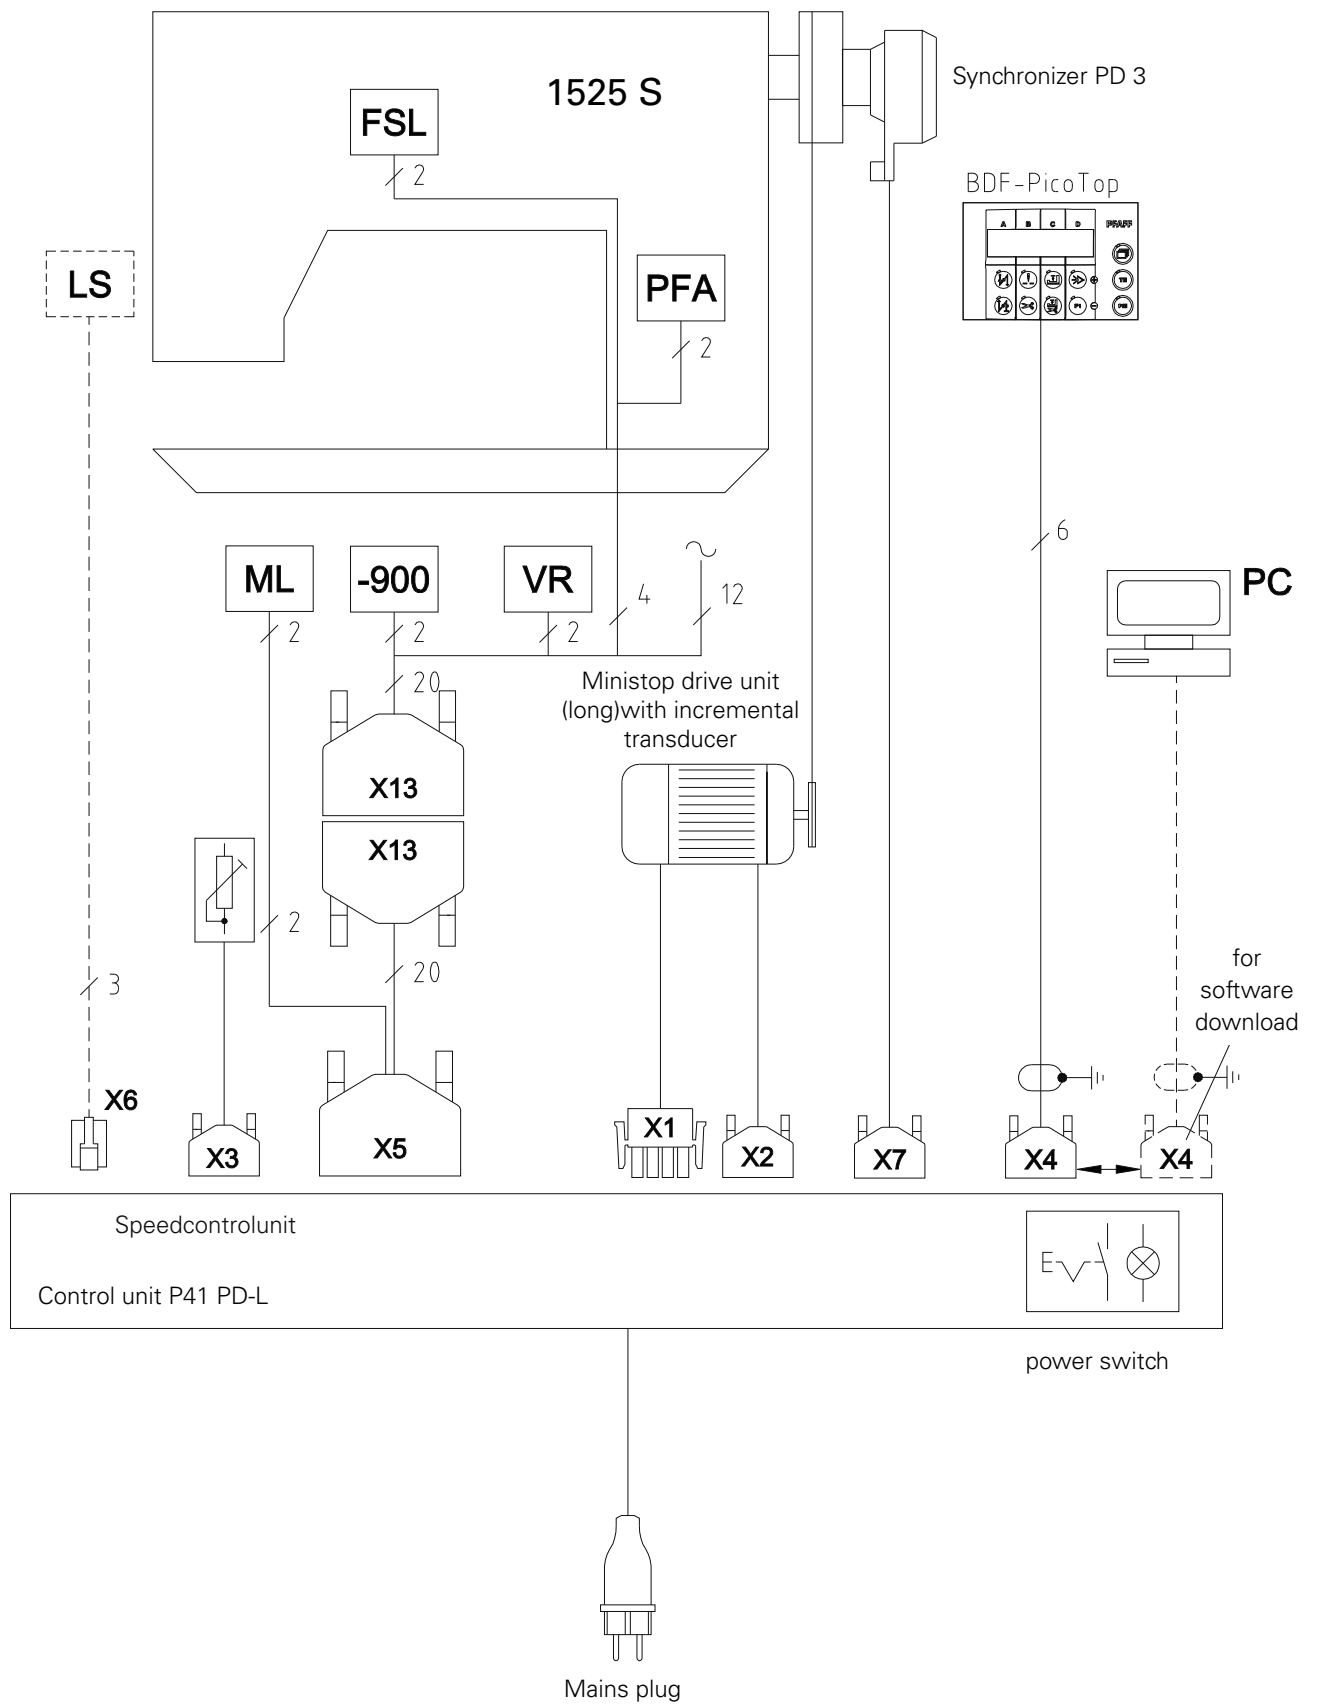 1525 S
Synchronizer PD 3
FSL
2
BDF-PicoTop
A B C D PFAFF
LS
PFA
2
6
ML
-900
VR
4
12
PC
2
2
2
20
Ministop drive unit
(long)with incremental
transducer
X13
X13
2
20
3
for
software
download
X6
X3
X5
X1
X2
X7
X4
X4
Speedcontrolunit
Control unit P41 PD-L
E
power switch
Mains plug